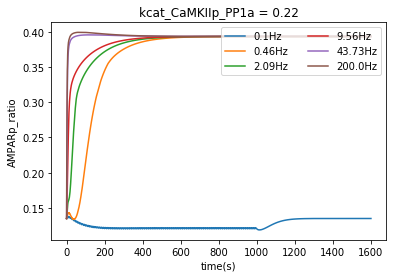 kcat_CaMKIIp_PP1a = 0.22
0.40
0.35
0.30
0.25
0.20
0.15
AMPARp_ratio
0.1Hz 9.56Hz
0.46Hz 43.73Hz
2.09Hz 200.0Hz
0 200 400 600 800 1000 1200 1400 1600
time(s)